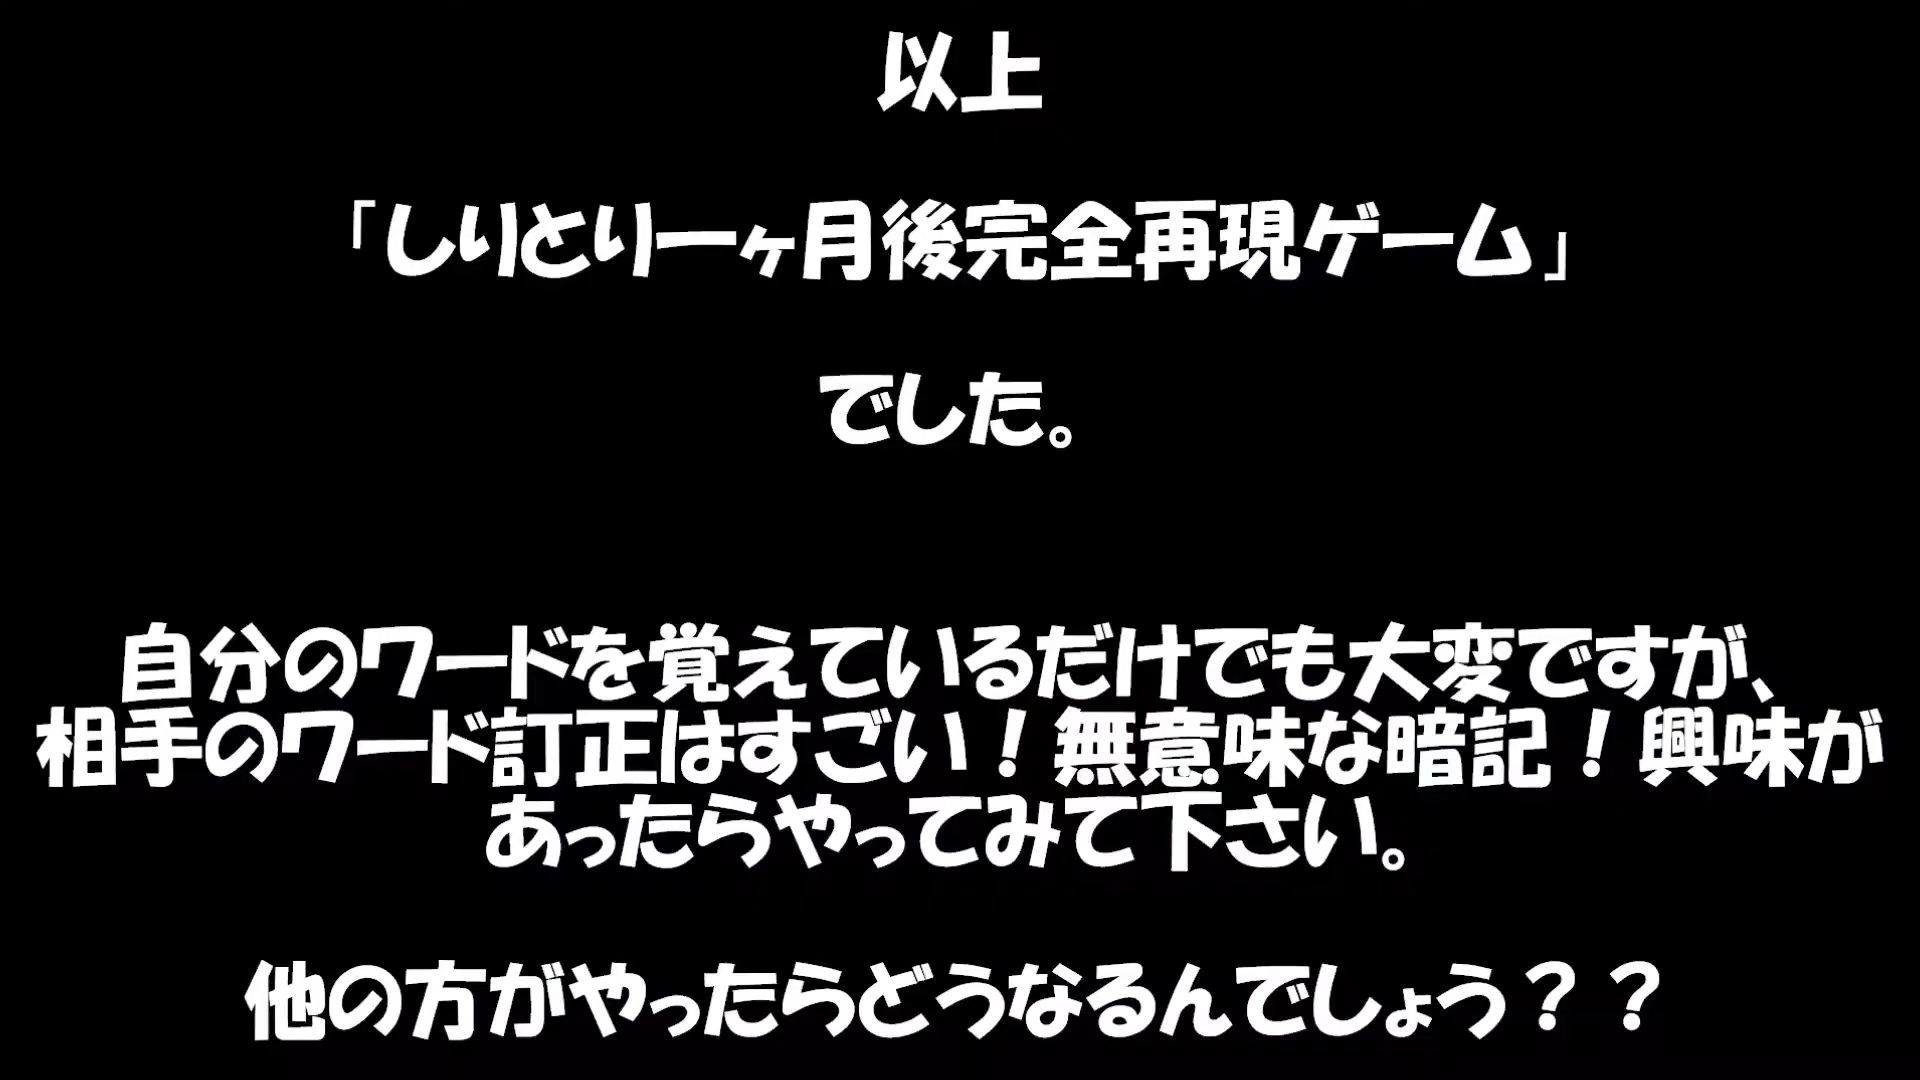 以上
「しりとり一ヶ月後完全再現ゲーム」
でした。
自分のワードを覚えているだけでも大変ですが、
相手のワード訂正はすごい！無意味な暗記！興味が
あったらやってみて下さい。
他の方がやったらどうなるんでしょう？？